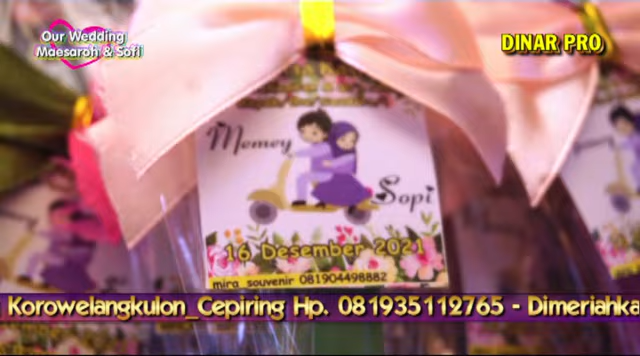 Our Wedding
Maesaroh & Sofi
DINAR PRO
Memey
Sopi
16 Desember 2021
mira_souvenir 081904498882
Korowelangkulon_Cepiring Hp. 081935112765 - Dimeriahka